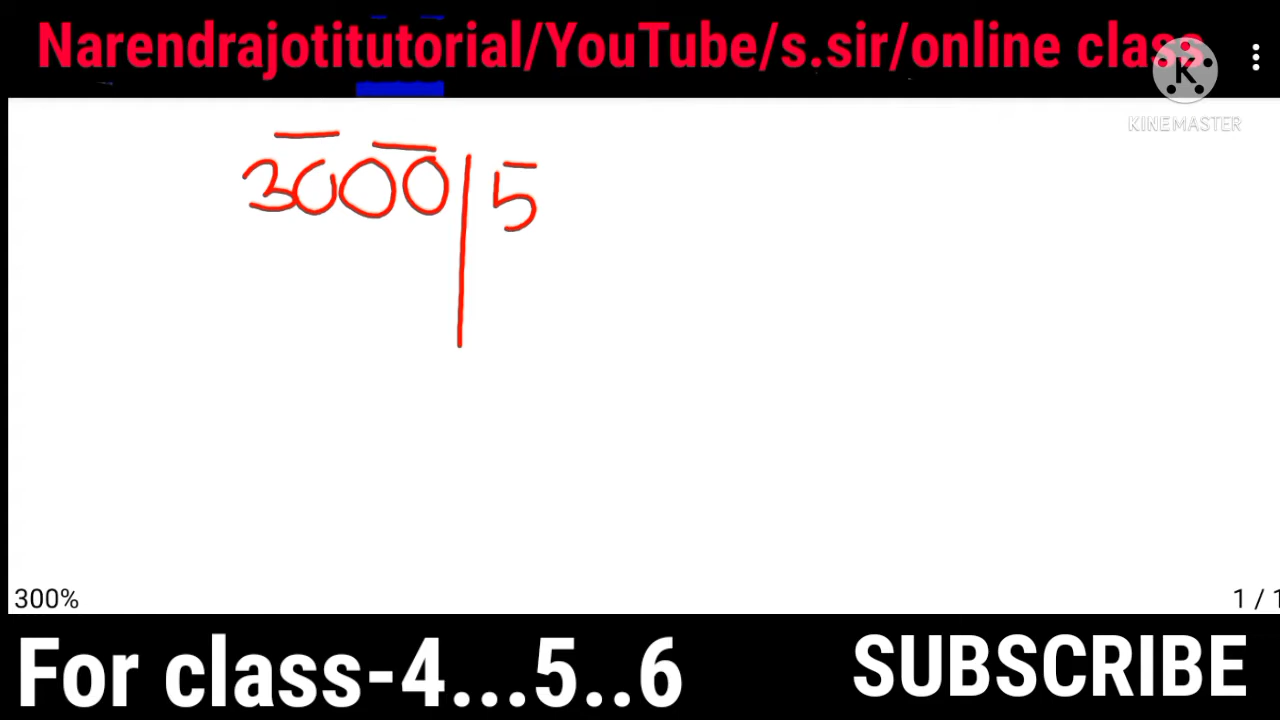 Narendrajotitutorial/YouTube/s.sir/online class
K
KINEMASTER
3000 | 5
300%
1 / 1
For class-4...5..6
SUBSCRIBE